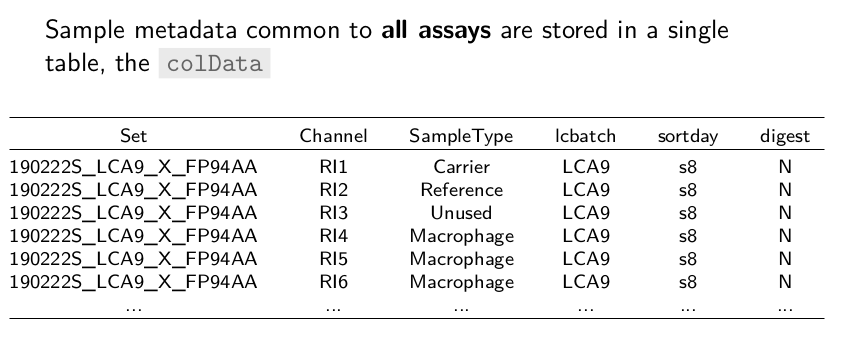 Sample metadata common to all assays are stored in a single
table, the colData
Set Channel SampleType lcbatch sortday digest
190222S_LCA9_X_FP94AA RI1 Carrier LCA9 s8 N
190222S_LCA9_X_FP94AA RI2 Reference LCA9 s8 N
190222S_LCA9_X_FP94AA RI3 Unused LCA9 s8 N
190222S_LCA9_X_FP94AA RI4 Macrophage LCA9 s8 N
190222S_LCA9_X_FP94AA RI5 Macrophage LCA9 s8 N
190222S_LCA9_X_FP94AA RI6 Macrophage LCA9 s8 N
... ... ... ... ... ...